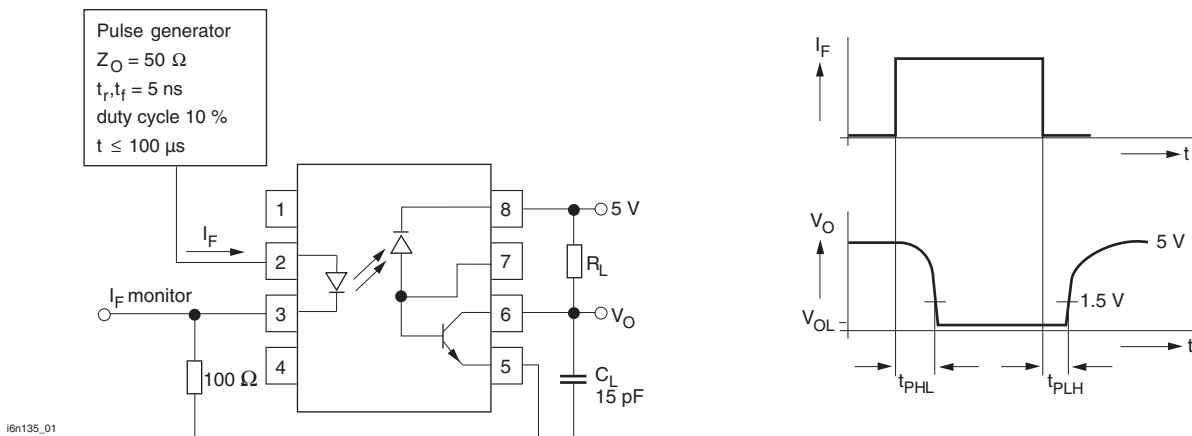 Pulse generator
Z_O = 50 Ω
t_r,t_f = 5 ns
duty cycle 10 %
t ≤ 100 μs
I_F
I_F monitor
100 Ω
1
2
3
4
8
7
6
5
5 V
R_L
V_O
C_L
15 pF
i6n135_01
I_F
t
V_O
5 V
1.5 V
V_OL
t
t_PHL
t_PLH